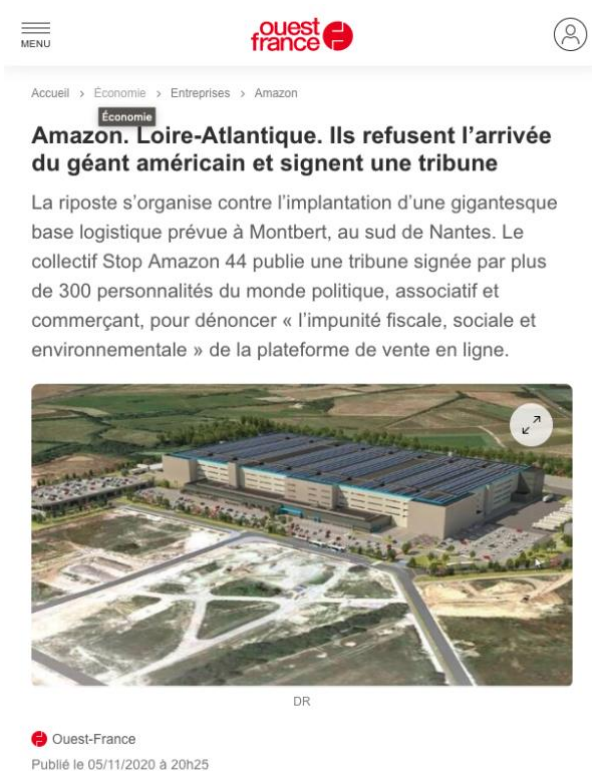 MENU
ouest
france
Accueil > Économie > Entreprises > Amazon
Économie
Amazon. Loire-Atlantique. Ils refusent l’arrivée
du géant américain et signent une tribune
La riposte s’organise contre l’implantation d’une gigantesque
base logistique prévue à Montbert, au sud de Nantes. Le
collectif Stop Amazon 44 publie une tribune signée par plus
de 300 personnalités du monde politique, associatif et
commerçant, pour dénoncer « l’impunité fiscale, sociale et
environnementale » de la plateforme de vente en ligne.
DR
Ouest-France
Publié le 05/11/2020 à 20h25